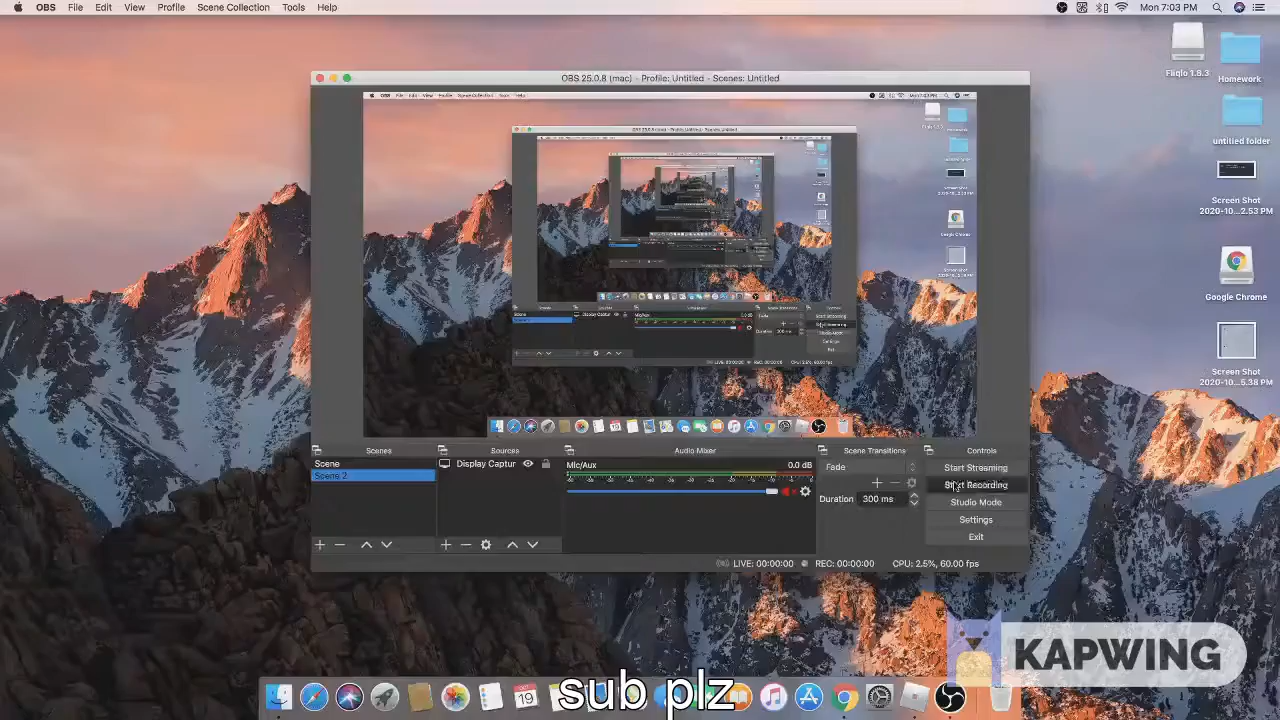 OBS File Edit View Profile Scene Collection Tools Help
Mon 7:03 PM
Fliqlo 1.8.3
Homework
untitled folder
Screen Shot
2020-10...2.53 PM
Google Chrome
Screen Shot
2020-10...5.38 PM
OBS 25.0.8 (mac) - Profile: Untitled - Scenes: Untitled
Scenes
Scene
Scene 2
Sources
Display Captur
Audio Mixer
Mic/Aux 0.0 dB
Scene Transitions
Fade
Duration 300 ms
Controls
Start Streaming
Start Recording
Studio Mode
Settings
Exit
LIVE: 00:00:00 REC: 00:00:00 CPU: 2.5%, 60.00 fps
KAPWING
sub plz
OCT
19